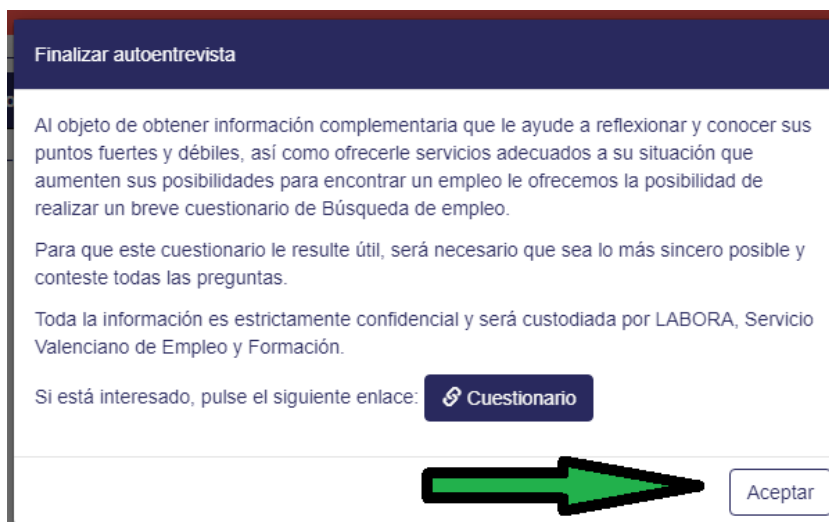 Finalizar autoentrevista
Al objeto de obtener información complementaria que le ayude a reflexionar y conocer sus
puntos fuertes y débiles, así como ofrecerle servicios adecuados a su situación que
aumenten sus posibilidades para encontrar un empleo le ofrecemos la posibilidad de
realizar un breve cuestionario de Búsqueda de empleo.
Para que este cuestionario le resulte útil, será necesario que sea lo más sincero posible y
conteste todas las preguntas.
Toda la información es estrictamente confidencial y será custodiada por LABORA, Servicio
Valenciano de Empleo y Formación.
Si está interesado, pulse el siguiente enlace: Cuestionario
Aceptar